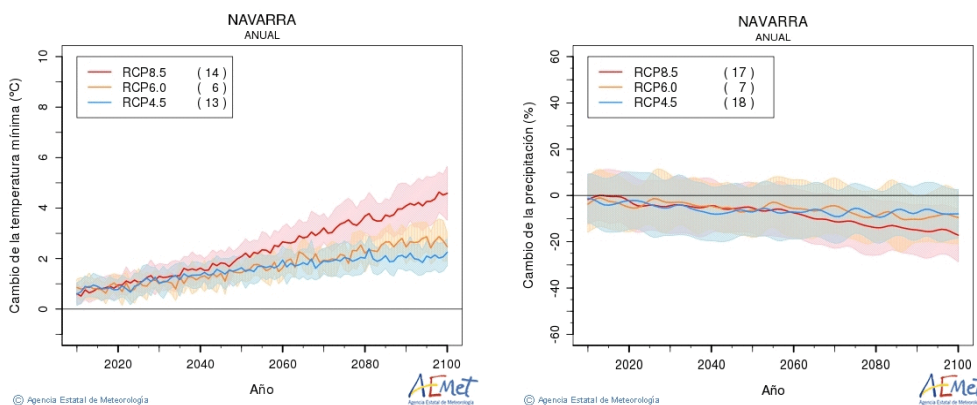 NAVARRA
ANUAL
Cambio de la temperatura mínima (ºC)
10
8
6
4
2
0
RCP8.5 ( 14 )
RCP6.0 ( 6 )
RCP4.5 ( 13 )
2020 2040 2060 2080 2100
Año
© Agencia Estatal de Meteorología
AEMet
Agencia Estatal de Meteorología
NAVARRA
ANUAL
Cambio de la precipitación (%)
60
40
20
0
-20
-40
-60
RCP8.5 ( 17 )
RCP6.0 ( 7 )
RCP4.5 ( 18 )
2020 2040 2060 2080 2100
Año
© Agencia Estatal de Meteorología
AEMet
Agencia Estatal de Meteorología